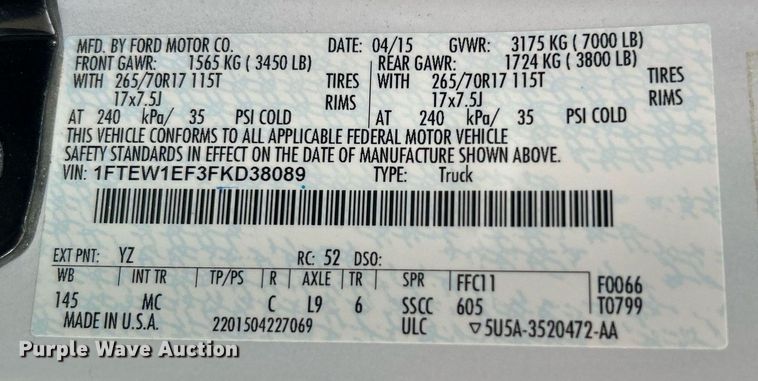 MFD. BY FORD MOTOR CO. DATE: 04/15 GVWR: 3175 KG ( 7000 LB)
FRONT GAWR: 1565 KG ( 3450 LB) REAR GAWR: 1724 KG ( 3800 LB)
WITH 265/70R17 115T TIRES WITH 265/70R17 115T TIRES
17x7.5J RIMS 17x7.5J RIMS
AT 240 kPa/ 35 PSI COLD AT 240 kPa/ 35 PSI COLD
THIS VEHICLE CONFORMS TO ALL APPLICABLE FEDERAL MOTOR VEHICLE
SAFETY STANDARDS IN EFFECT ON THE DATE OF MANUFACTURE SHOWN ABOVE.
VIN: 1FTEW1EF3FKD38089 TYPE: Truck
EXT PNT: YZ RC: 52 DSO:
WB INT TR TP/PS R AXLE TR SPR FFC11 F0066
145 MC C L9 6 SSCC 605 T0799
MADE IN U.S.A. 2201504227069 ULC ▽5U5A-3520472-AA
Purple Wave Auction